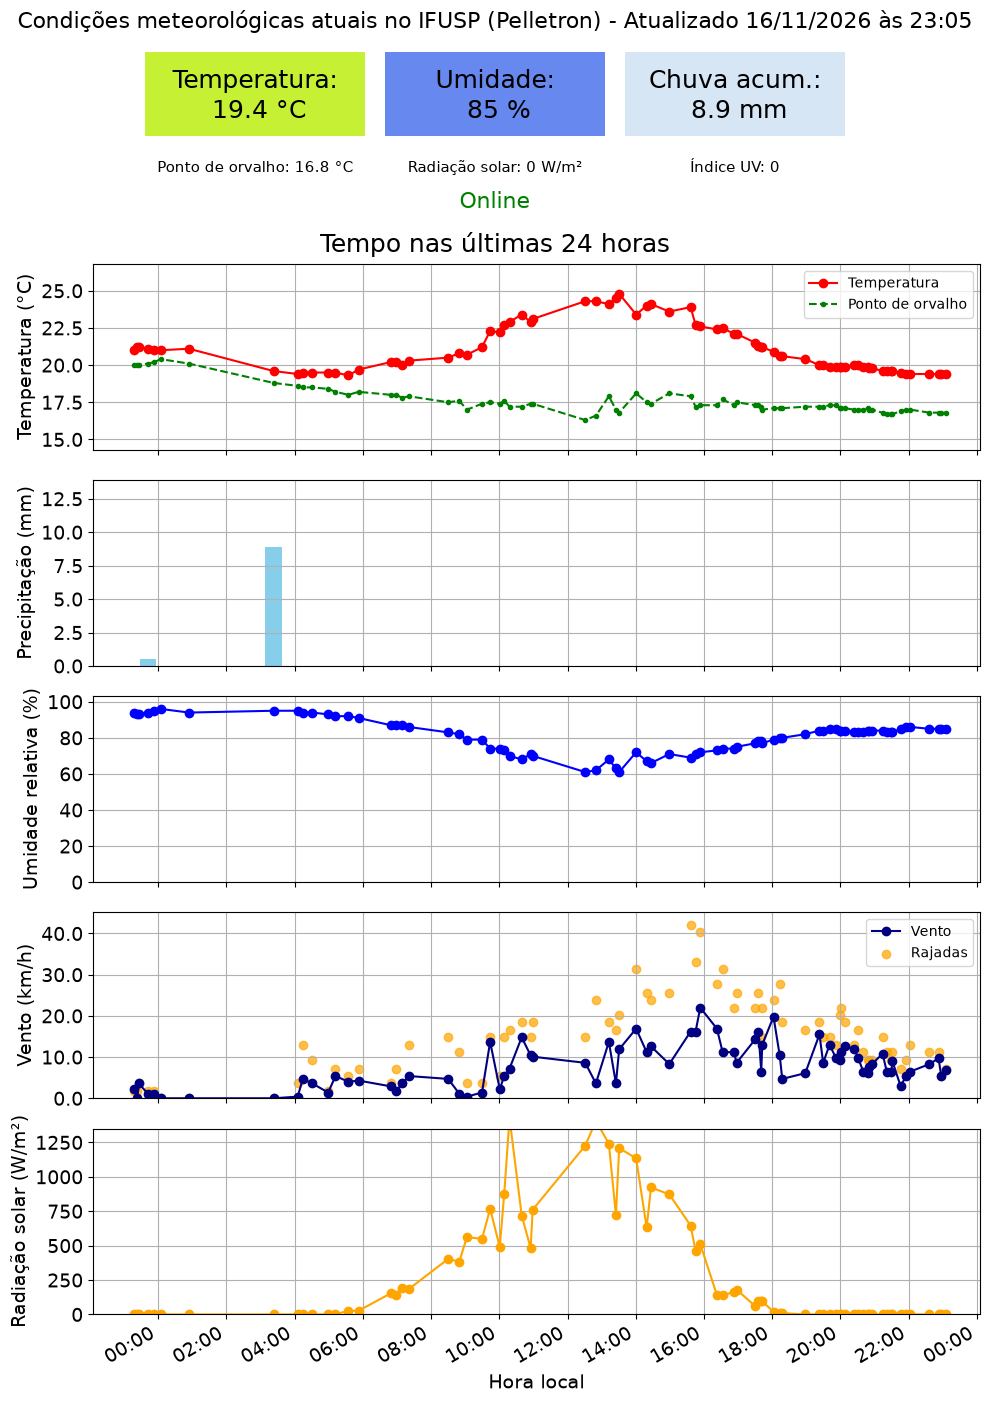 Condições meteorológicas atuais no IFUSP (Pelletron) - Atualizado 16/11/2026 às 23:05
Temperatura:
19.4 °C
Umidade:
85 %
Chuva acum.:
8.9 mm
Ponto de orvalho: 16.8 °C
Radiação solar: 0 W/m²
Índice UV: 0
Online
Tempo nas últimas 24 horas
Temperatura (°C)
25.0
22.5
20.0
17.5
15.0
Temperatura
Ponto de orvalho
Precipitação (mm)
12.5
10.0
7.5
5.0
2.5
0.0
Umidade relativa (%)
100
80
60
40
20
0
Vento (km/h)
40.0
30.0
20.0
10.0
0.0
Vento
Rajadas
Radiação solar (W/m²)
1250
1000
750
500
250
0
00:00
02:00
04:00
06:00
08:00
10:00
12:00
14:00
16:00
18:00
20:00
22:00
00:00
Hora local